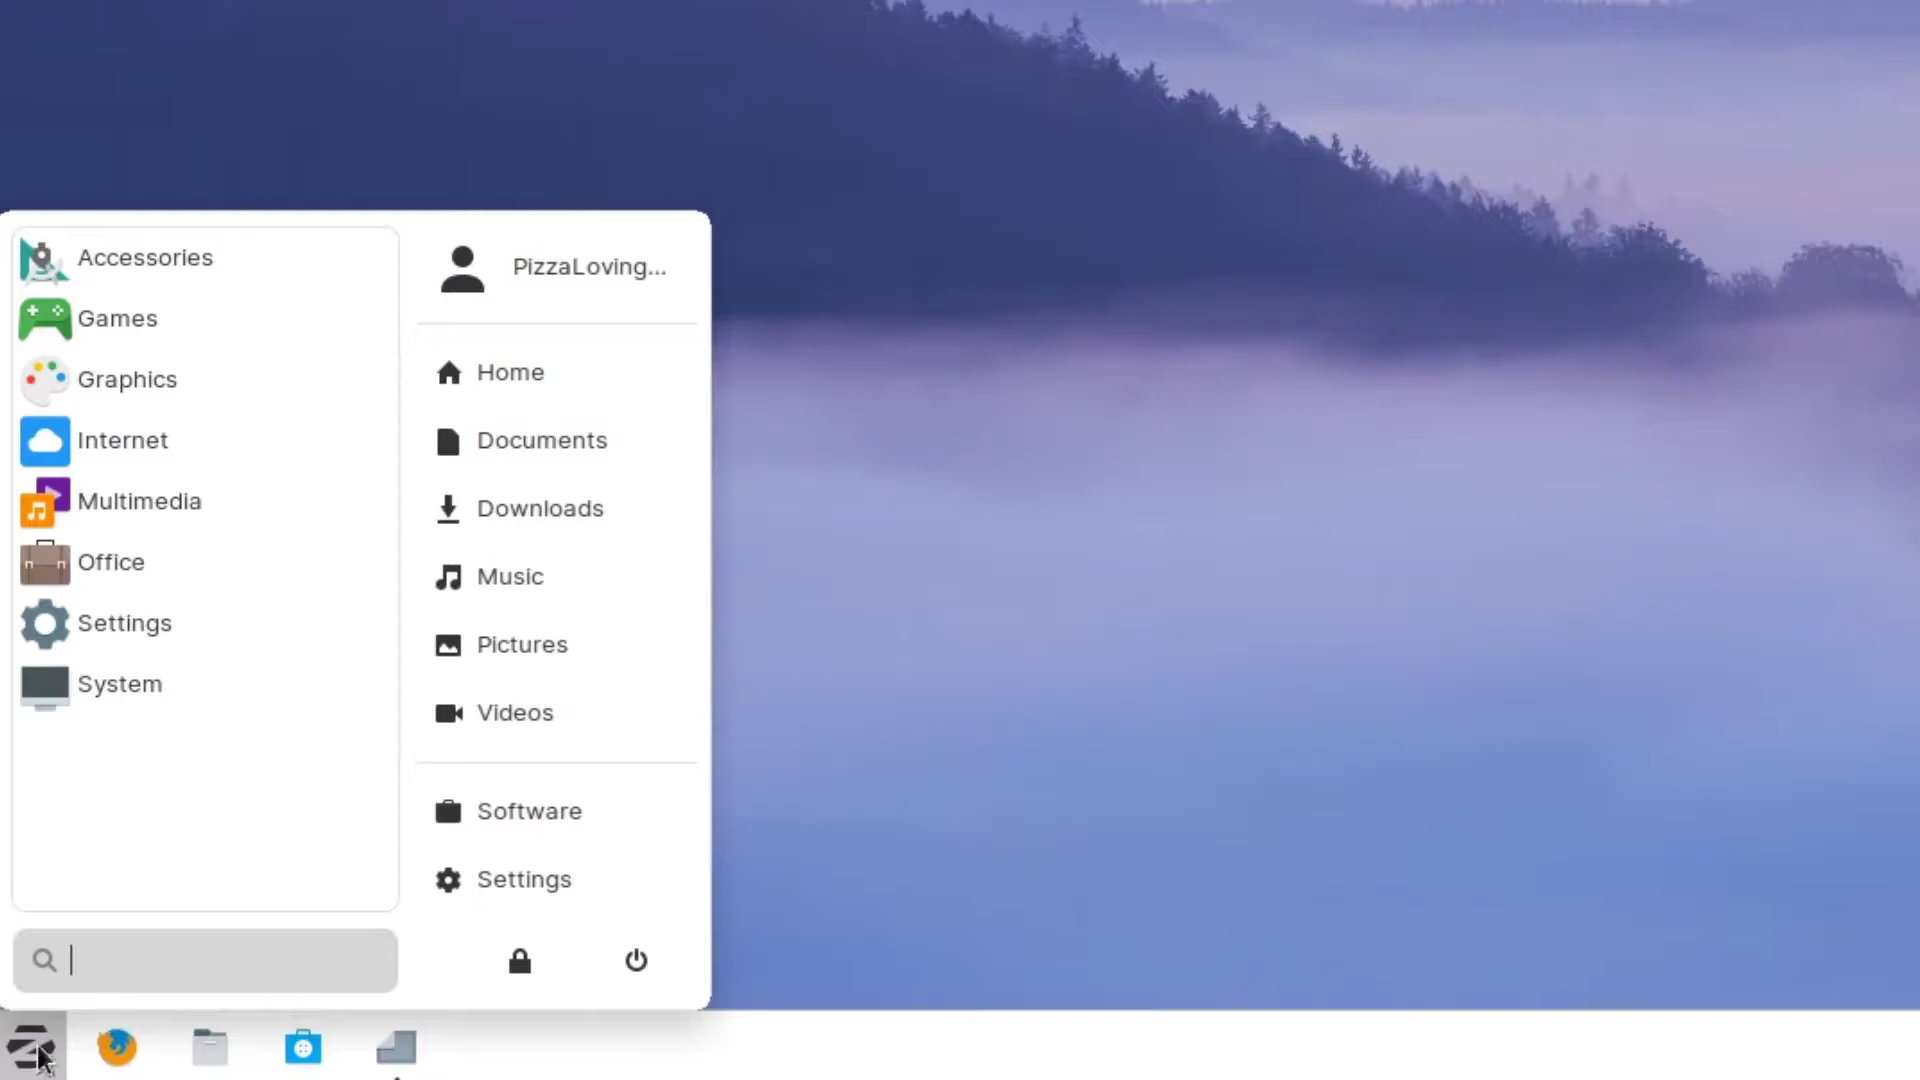 Accessories
Games
Graphics
Internet
Multimedia
Office
Settings
System
PizzaLoving...
Home
Documents
Downloads
Music
Pictures
Videos
Software
Settings